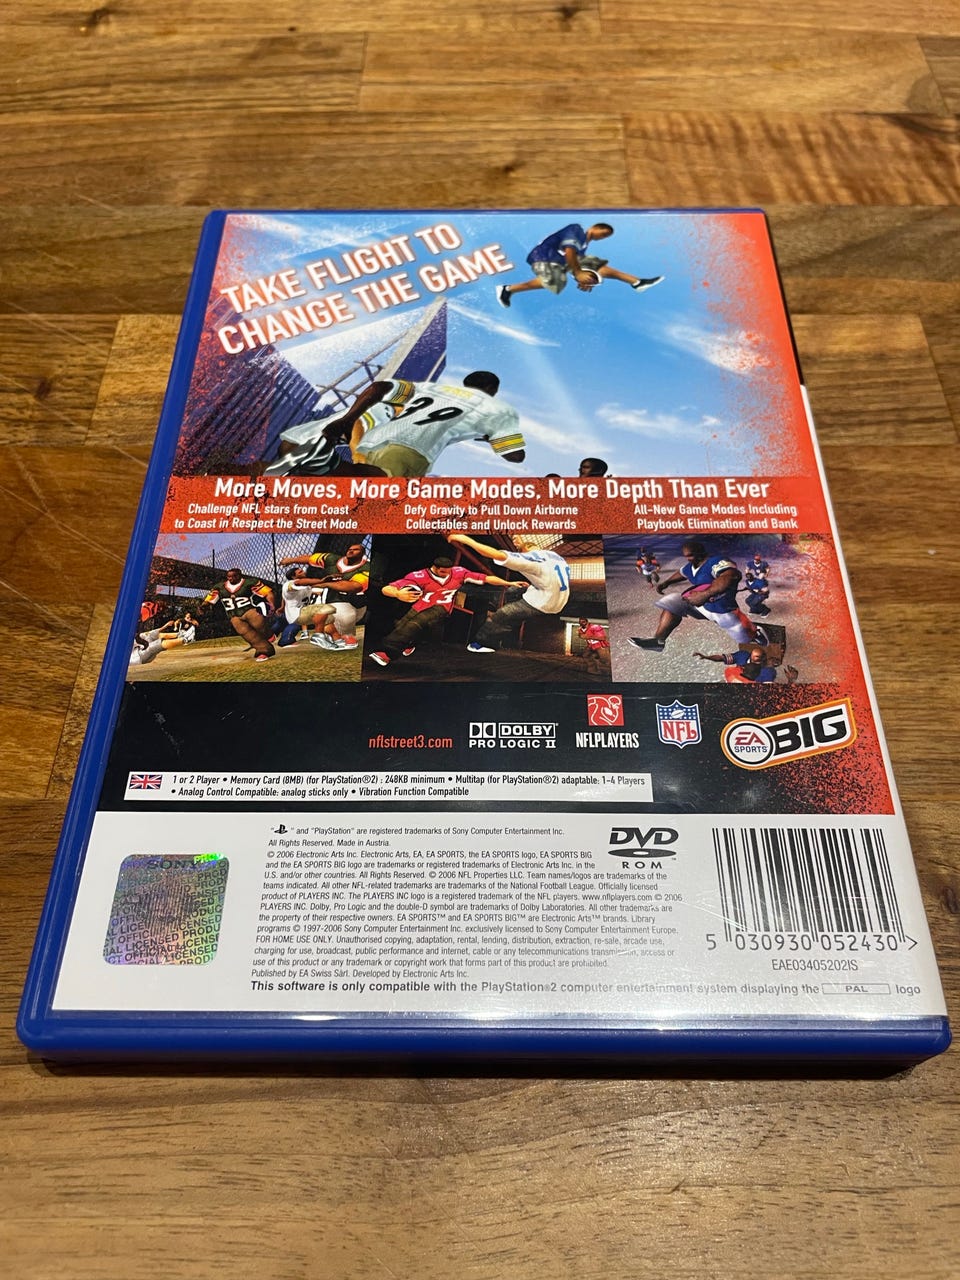 TAKE FLIGHT TO
CHANGE THE GAME
39
More Moves, More Game Modes, More Depth Than Ever
Challenge NFL stars from Coast
to Coast in Respect the Street Mode
Defy Gravity to Pull Down Airborne
Collectables and Unlock Rewards
All-New Game Modes Including
Playbook Elimination and Bank
32
13
nflstreet3.com
DOLBY
PRO LOGIC II
NFLPLAYERS
NFL
EA
SPORTS
BIG
1 or 2 Player • Memory Card (8MB) (for PlayStation®2) : 248KB minimum • Multitap (for PlayStation®2) adaptable: 1-4 Players
• Analog Control Compatible: analog sticks only • Vibration Function Compatible
" " and "PlayStation" are registered trademarks of Sony Computer Entertainment Inc.
All Rights Reserved. Made in Austria.
© 2006 Electronic Arts Inc. Electronic Arts, EA, EA SPORTS, the EA SPORTS logo, EA SPORTS BIG
and the EA SPORTS BIG logo are trademarks or registered trademarks of Electronic Arts Inc. in the
U.S. and/or other countries. All Rights Reserved. © 2006 NFL Properties LLC. Team names/logos are trademarks of the
teams indicated. All other NFL-related trademarks are trademarks of the National Football League. Officially licensed
product of PLAYERS INC. The PLAYERS INC logo is a registered trademark of the NFL players. www.nflplayers.com © 2006
PLAYERS INC. Dolby, Pro Logic and the double-D symbol are trademarks of Dolby Laboratories. All other trademarks are
the property of their respective owners. EA SPORTS™ and EA SPORTS BIG™ are Electronic Arts™ brands. Library
programs © 1997-2006 Sony Computer Entertainment Inc. exclusively licensed to Sony Computer Entertainment Europe.
FOR HOME USE ONLY. Unauthorised copying, adaptation, rental, lending, distribution, extraction, re-sale, arcade use,
charging for use, broadcast, public performance and internet, cable or any telecommunications transmission, access or
use of this product or any trademark or copyright work that forms part of this product are prohibited.
Published by EA Swiss Sàrl. Developed by Electronic Arts Inc.
This software is only compatible with the PlayStation®2 computer entertainment system displaying the PAL logo
DVD
ROM
5 030930 052430 >
EAE03405202IS
SONY